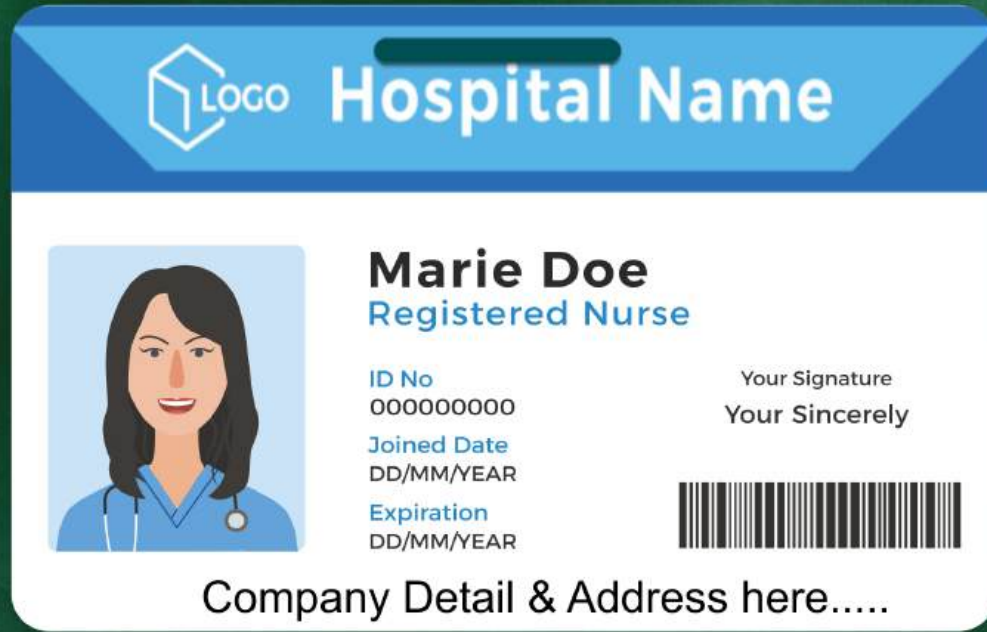 LOGO Hospital Name
Marie Doe
Registered Nurse
ID No
000000000
Joined Date
DD/MM/YEAR
Expiration
DD/MM/YEAR
Your Signature
Your Sincerely
Company Detail & Address here.....